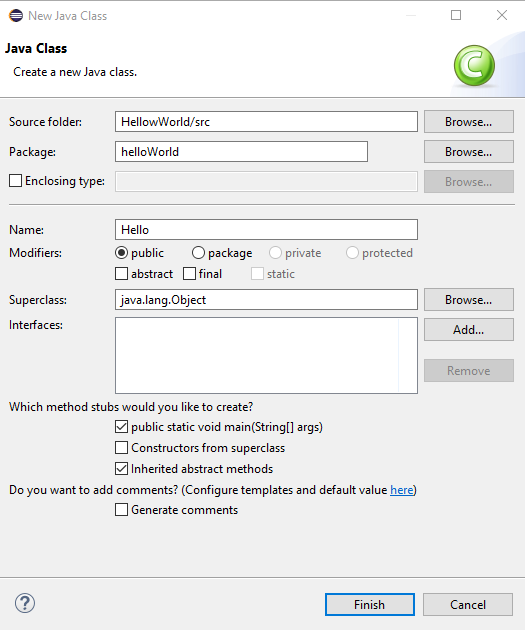 New Java Class
Java Class
Create a new Java class.
C
Source folder: HellowWorld/src Browse...
Package: helloWorld Browse...
Enclosing type: Browse...
Name: Hello
Modifiers: public package private protected
abstract final static
Superclass: java.lang.Object Browse...
Interfaces: Add...
Remove
Which method stubs would you like to create?
public static void main(String[] args)
Constructors from superclass
Inherited abstract methods
Do you want to add comments? (Configure templates and default value here)
Generate comments
? Finish Cancel